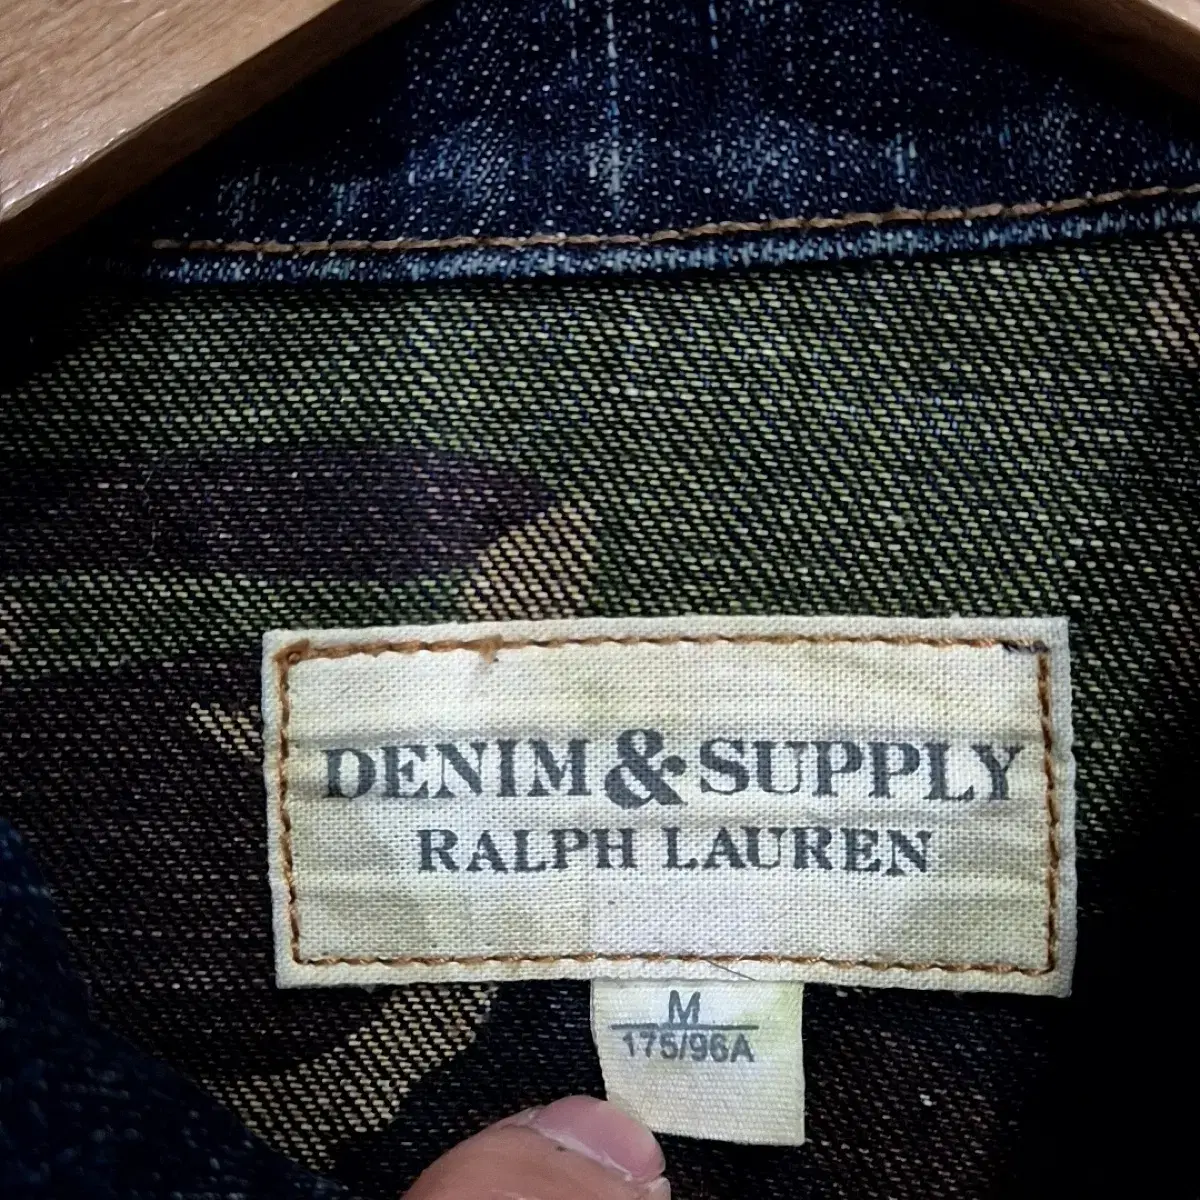 DENIM & SUPPLY
RALPH LAUREN
M
175/96A